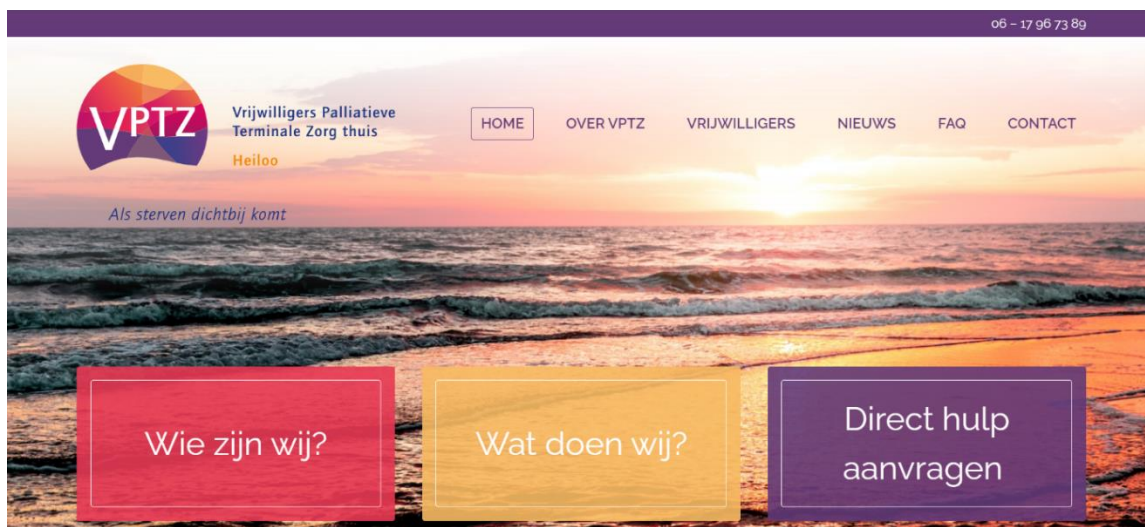 06 – 17 96 73 89
VPTZ
Vrijwilligers Palliatieve
Terminale Zorg thuis
Heiloo
Als sterven dichtbij komt
HOME
OVER VPTZ
VRIJWILLIGERS
NIEUWS
FAQ
CONTACT
Wie zijn wij?
Wat doen wij?
Direct hulp
aanvragen